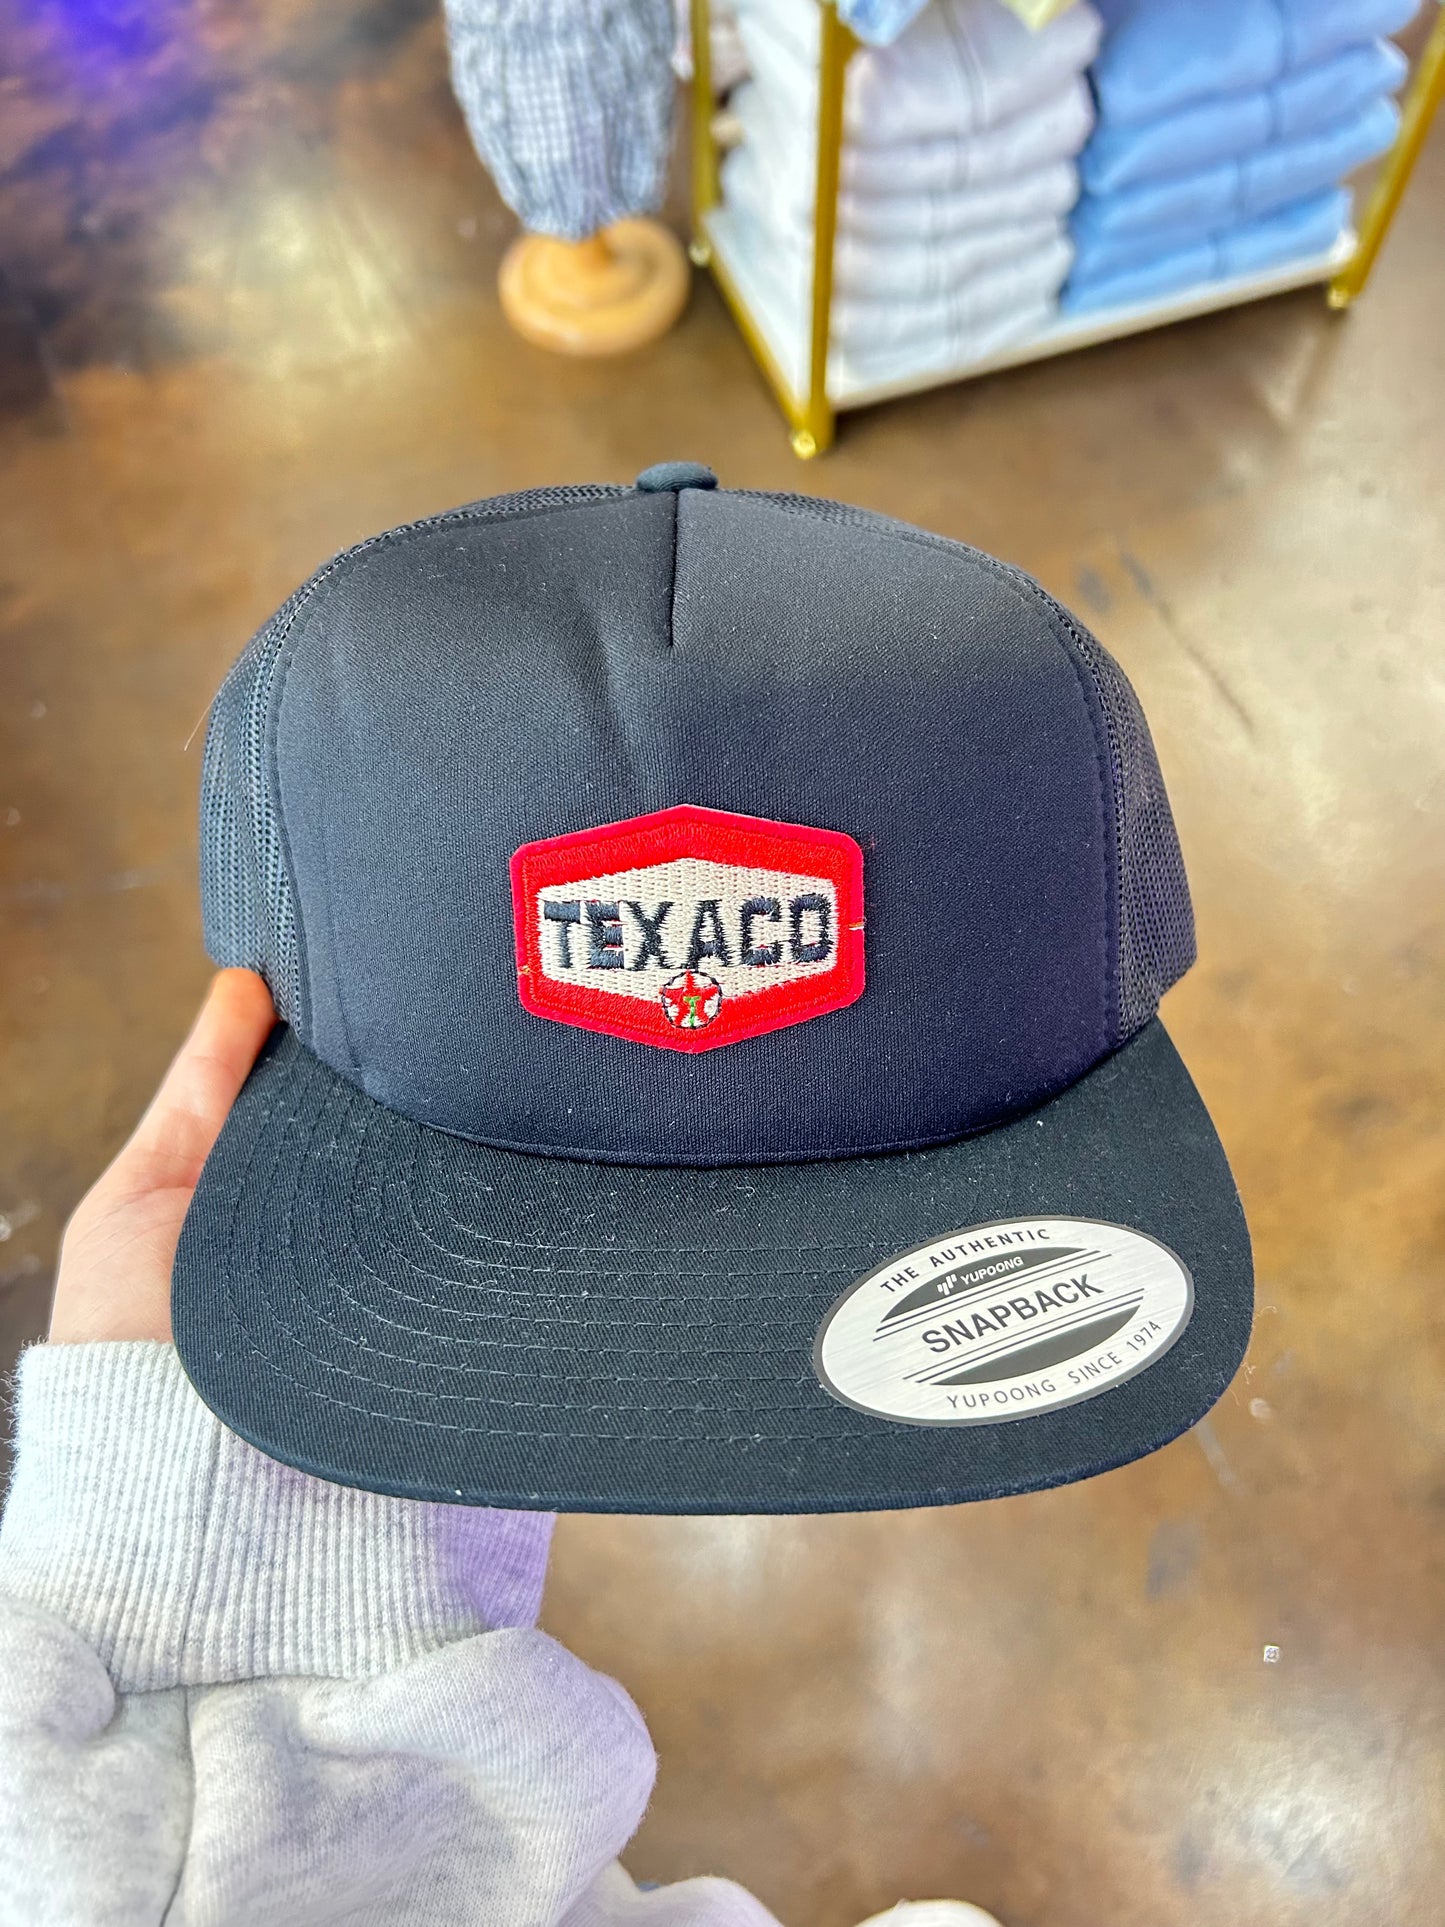 TEXACO
T
THE AUTHENTIC
YUPOONG
SNAPBACK
YUPOONG SINCE 1974